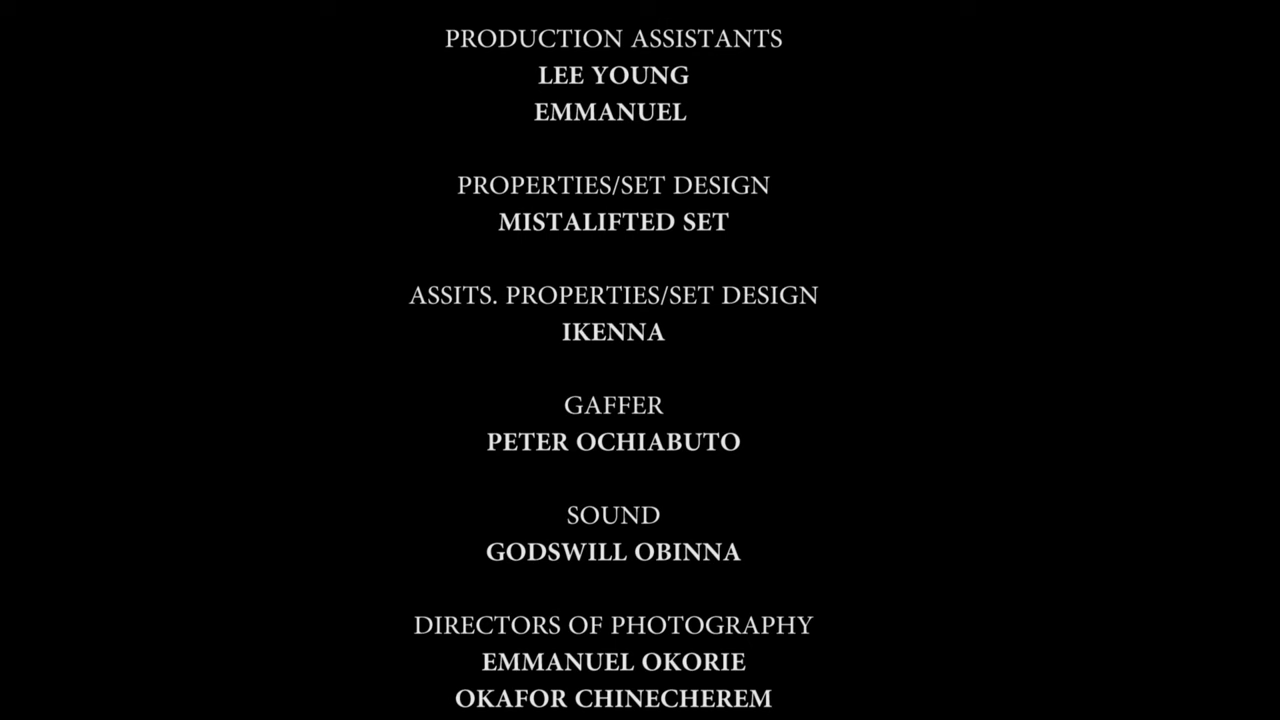 PRODUCTION ASSISTANTS
LEE YOUNG
EMMANUEL
PROPERTIES/SET DESIGN
MISTALIFTED SET
ASSITS. PROPERTIES/SET DESIGN
IKENNA
GAFFER
PETER OCHIABUTO
SOUND
GODSWILL OBINNA
DIRECTORS OF PHOTOGRAPHY
EMMANUEL OKORIE
OKAFOR CHINECHEREM